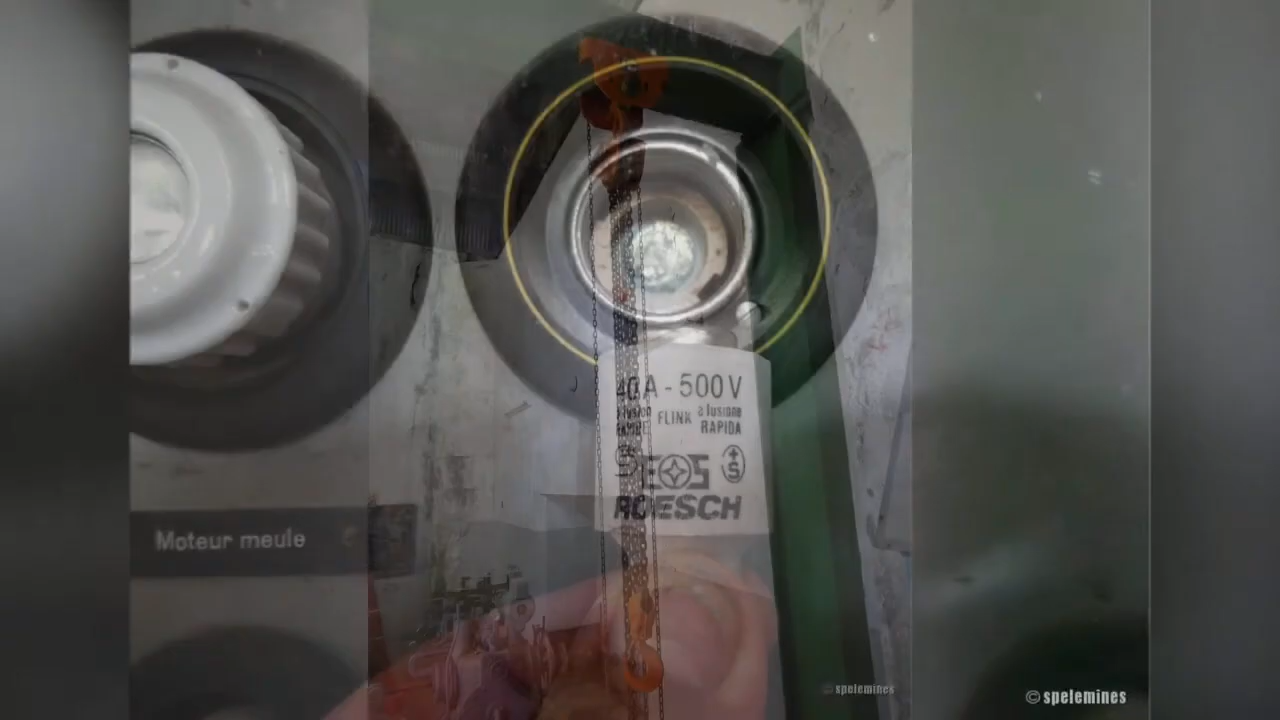 40A - 500V
FLINK
à fusione
RAPIDA
S
ROESCH
Moteur meule
© spelemines
© spelemines